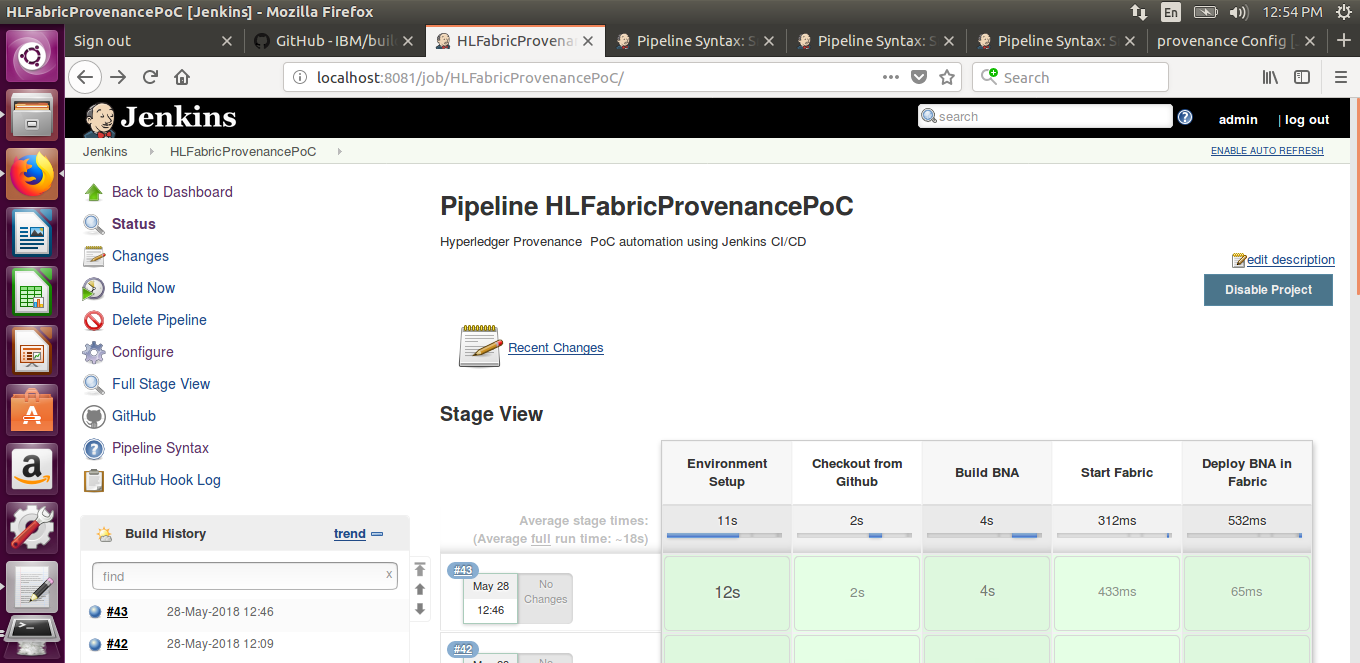 HLFabricProvenancePoC [Jenkins] - Mozilla Firefox
En
12:54 PM
Sign out
GitHub - IBM/buil
HLFabricProvena
Pipeline Syntax: S
Pipeline Syntax: S
Pipeline Syntax: S
provenance Config [
localhost:8081/job/HLFabricProvenancePoC/
Search
Jenkins
search
admin
| log out
Jenkins
HLFabricProvenancePoC
ENABLE AUTO REFRESH
Back to Dashboard
Status
Changes
Build Now
Delete Pipeline
Configure
Full Stage View
GitHub
Pipeline Syntax
GitHub Hook Log
Build History
trend
find
x
#43
28-May-2018 12:46
#42
28-May-2018 12:09
Pipeline HLFabricProvenancePoC
Hyperledger Provenance  PoC automation using Jenkins CI/CD
edit description
Disable Project
Recent Changes
Stage View
Environment
Setup
Checkout from
Github
Build BNA
Start Fabric
Deploy BNA in
Fabric
Average stage times:
(Average full run time: ~18s)
11s
2s
4s
312ms
532ms
#43
May 28
12:46
No
Changes
12s
2s
4s
433ms
65ms
#42
May 28
No